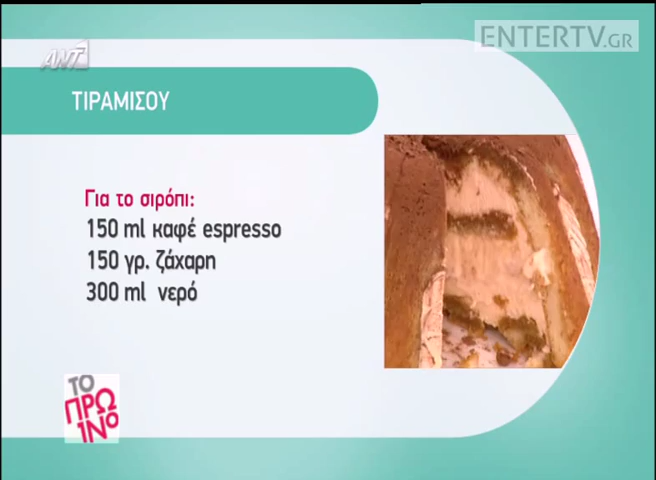 ANT1
ENTERTV.GR
ΤΙΡΑΜΙΣΟΥ
Για το σιρόπι:
150 ml καφέ espresso
150 γρ. ζάχαρη
300 ml νερό
ΤΟ
ΠΡΩ
ΙΝΟ